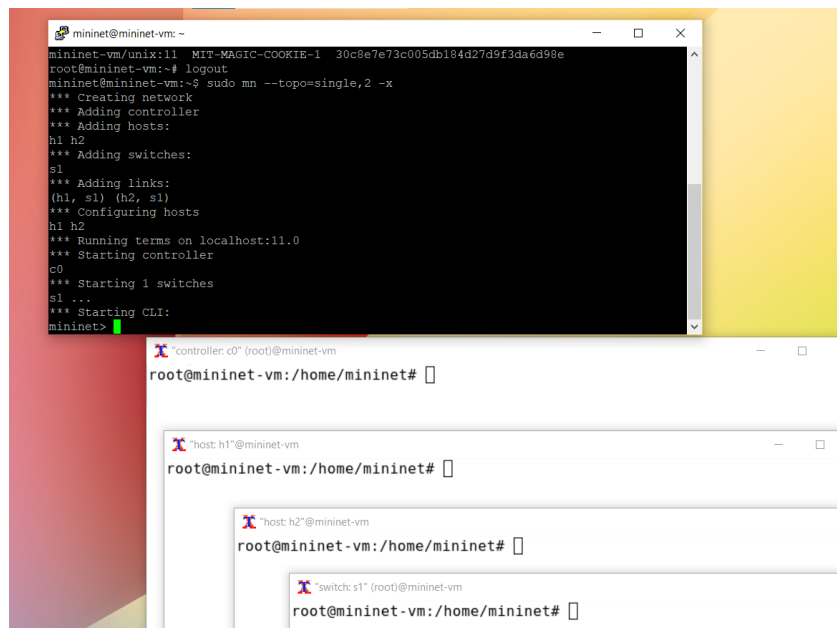 mininet@mininet-vm: ~
mininet-vm/unix:11  MIT-MAGIC-COOKIE-1  30c8e7e73c005db184d27d9f3da6d98e
root@mininet-vm:~# logout
mininet@mininet-vm:~$ sudo mn --topo=single,2 -x
*** Creating network
*** Adding controller
*** Adding hosts:
h1 h2
*** Adding switches:
s1
*** Adding links:
(h1, s1) (h2, s1)
*** Configuring hosts
h1 h2
*** Running terms on localhost:11.0
*** Starting controller
c0
*** Starting 1 switches
s1 ...
*** Starting CLI:
mininet>
"controller: c0" (root)@mininet-vm
root@mininet-vm:/home/mininet#
"host: h1"@mininet-vm
root@mininet-vm:/home/mininet#
"host: h2"@mininet-vm
root@mininet-vm:/home/mininet#
"switch: s1" (root)@mininet-vm
root@mininet-vm:/home/mininet#